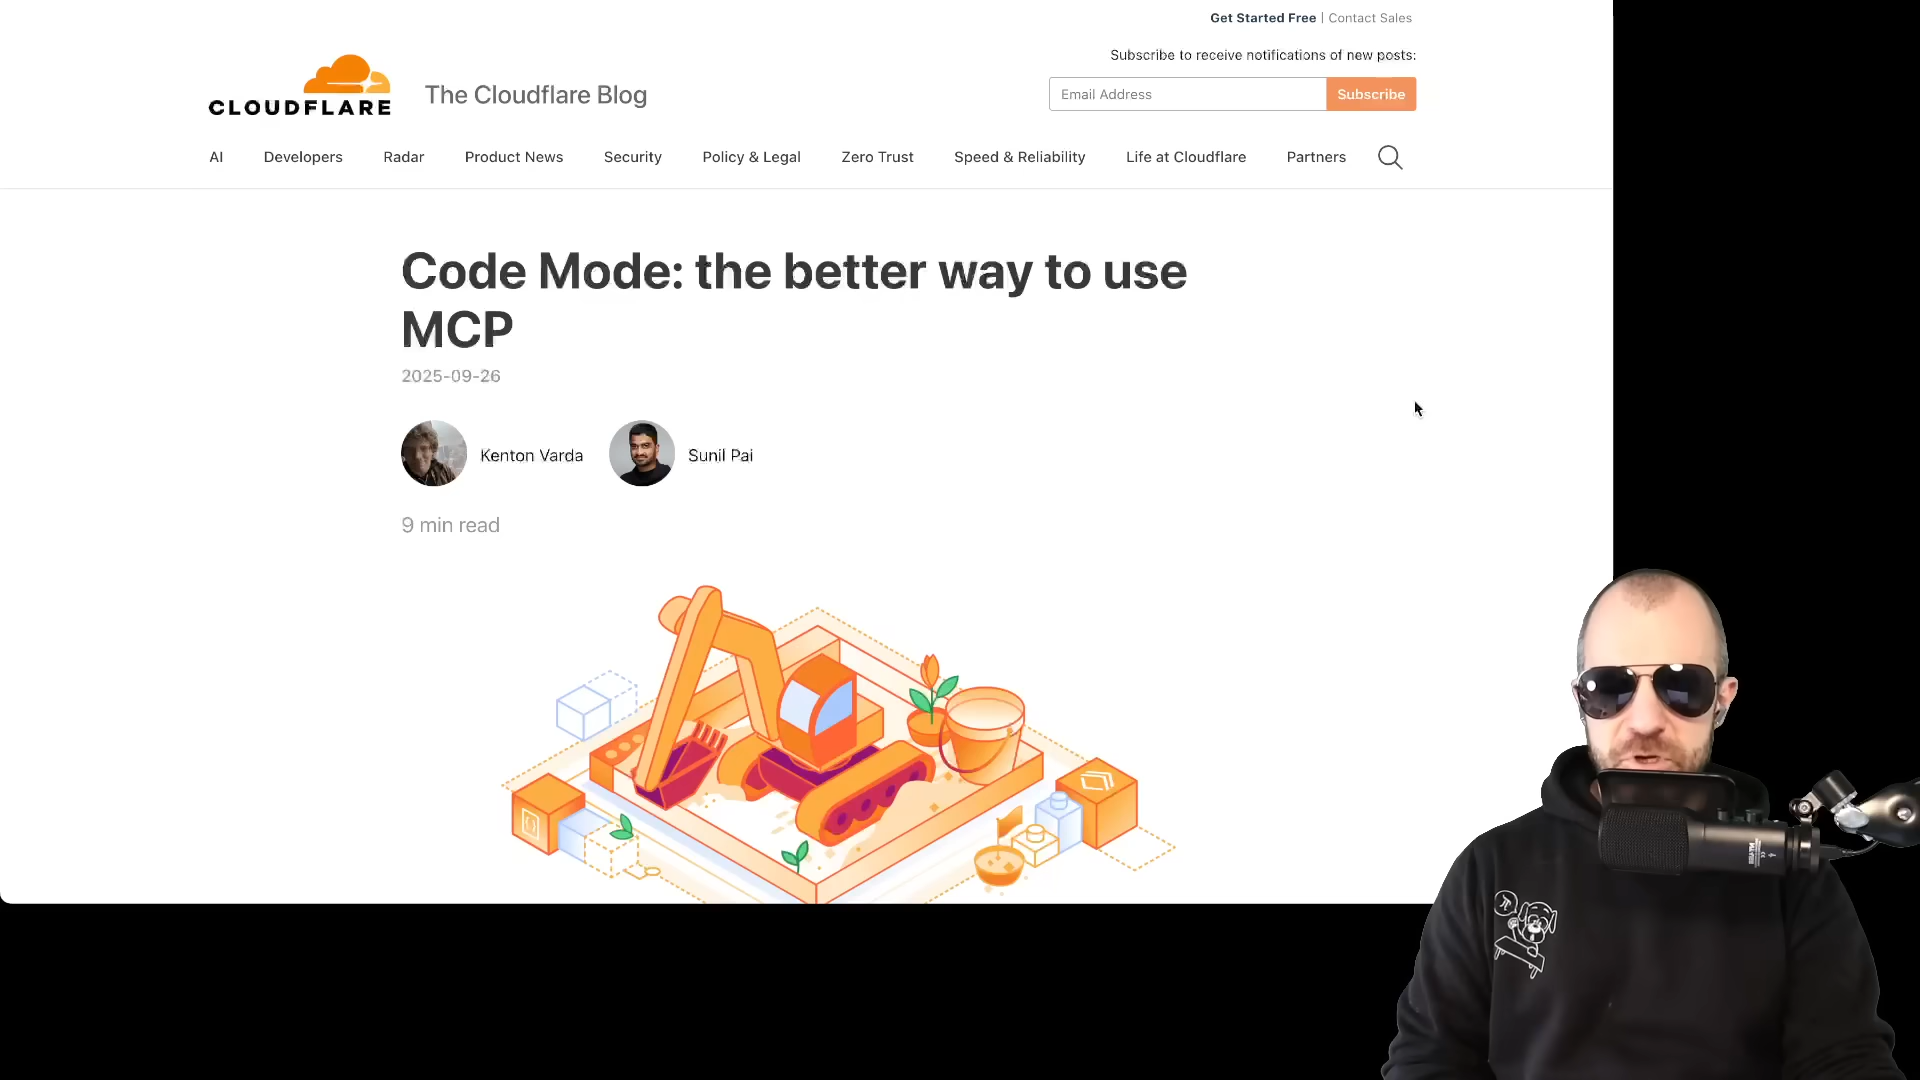 Get Started Free | Contact Sales
Subscribe to receive notifications of new posts:
CLOUDFLARE
The Cloudflare Blog
Email Address
Subscribe
AI Developers Radar Product News Security Policy & Legal Zero Trust Speed & Reliability Life at Cloudflare Partners
Code Mode: the better way to use
MCP
2025-09-26
Kenton Varda
Sunil Pai
9 min read